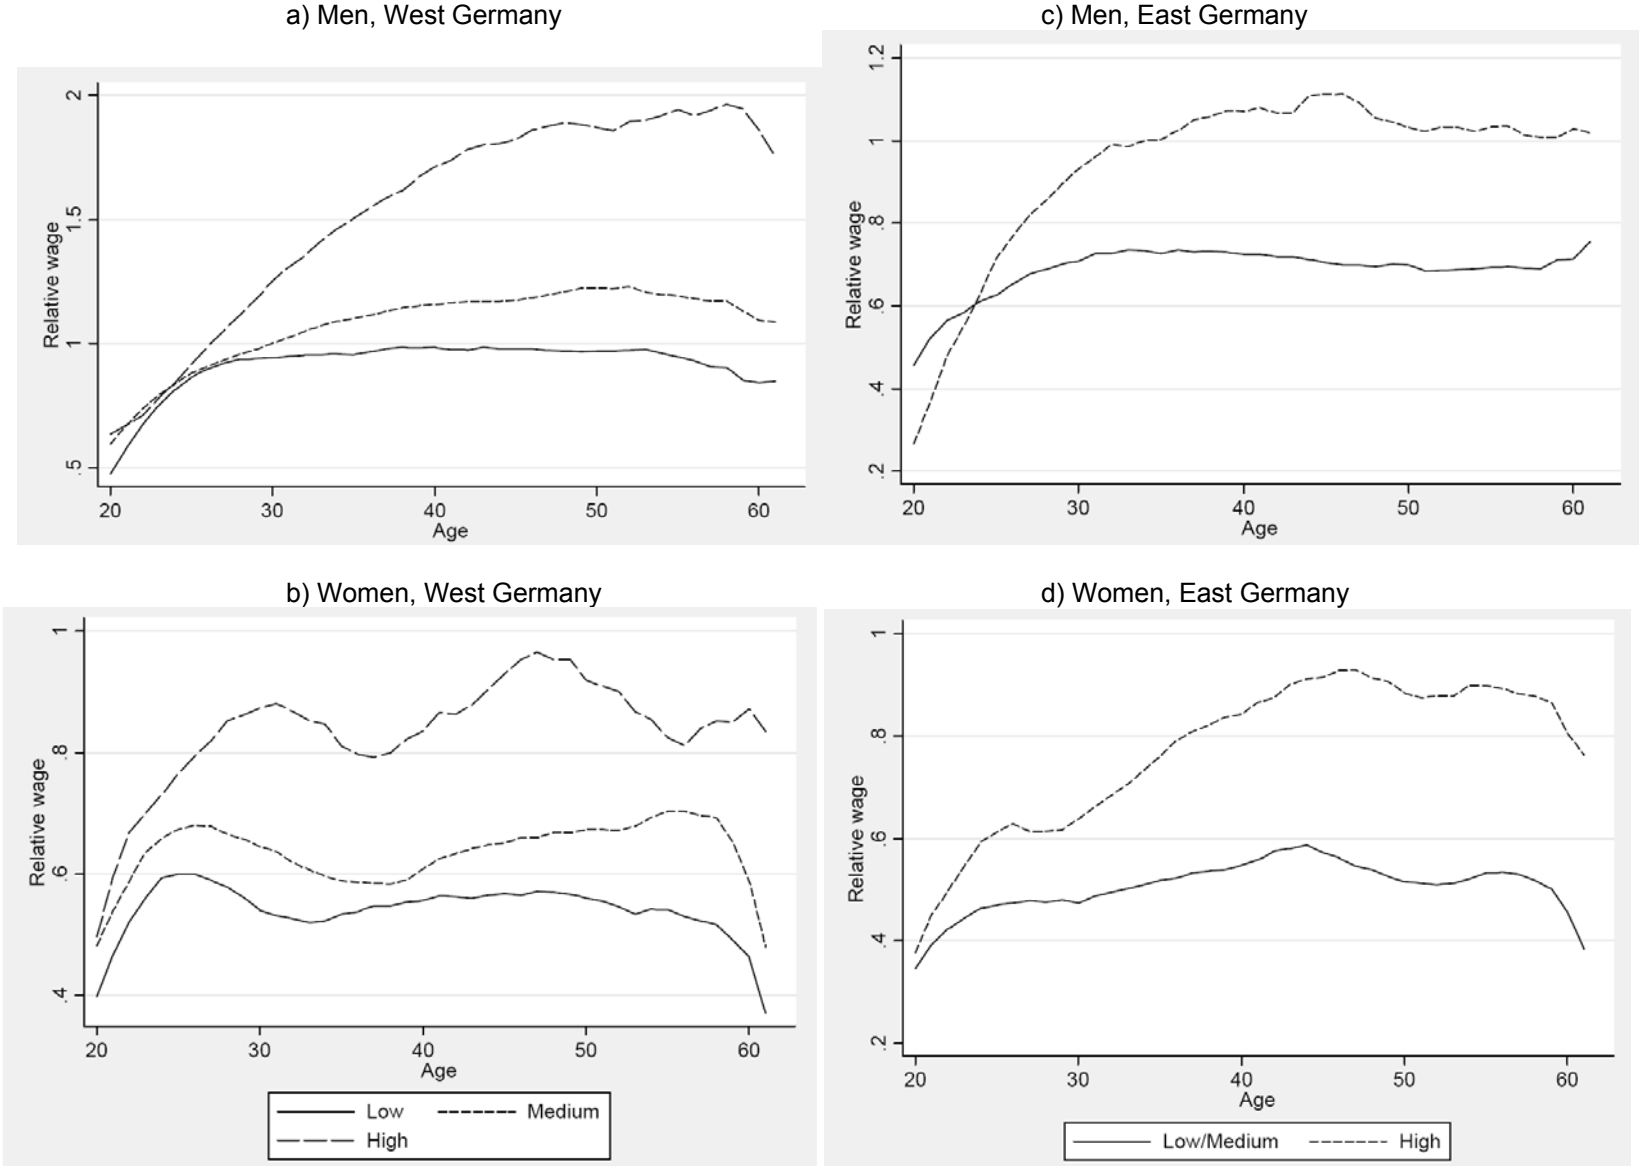 a) Men, West Germany
2
1.5
1
.5
Relative wage
20 30 40 50 60
Age
c) Men, East Germany
1.2
1
.8
.6
.4
.2
Relative wage
20 30 40 50 60
Age
b) Women, West Germany
1
.8
.6
.4
Relative wage
20 30 40 50 60
Age
Low Medium
High
d) Women, East Germany
1
.8
.6
.4
.2
Relative wage
20 30 40 50 60
Age
Low/Medium High